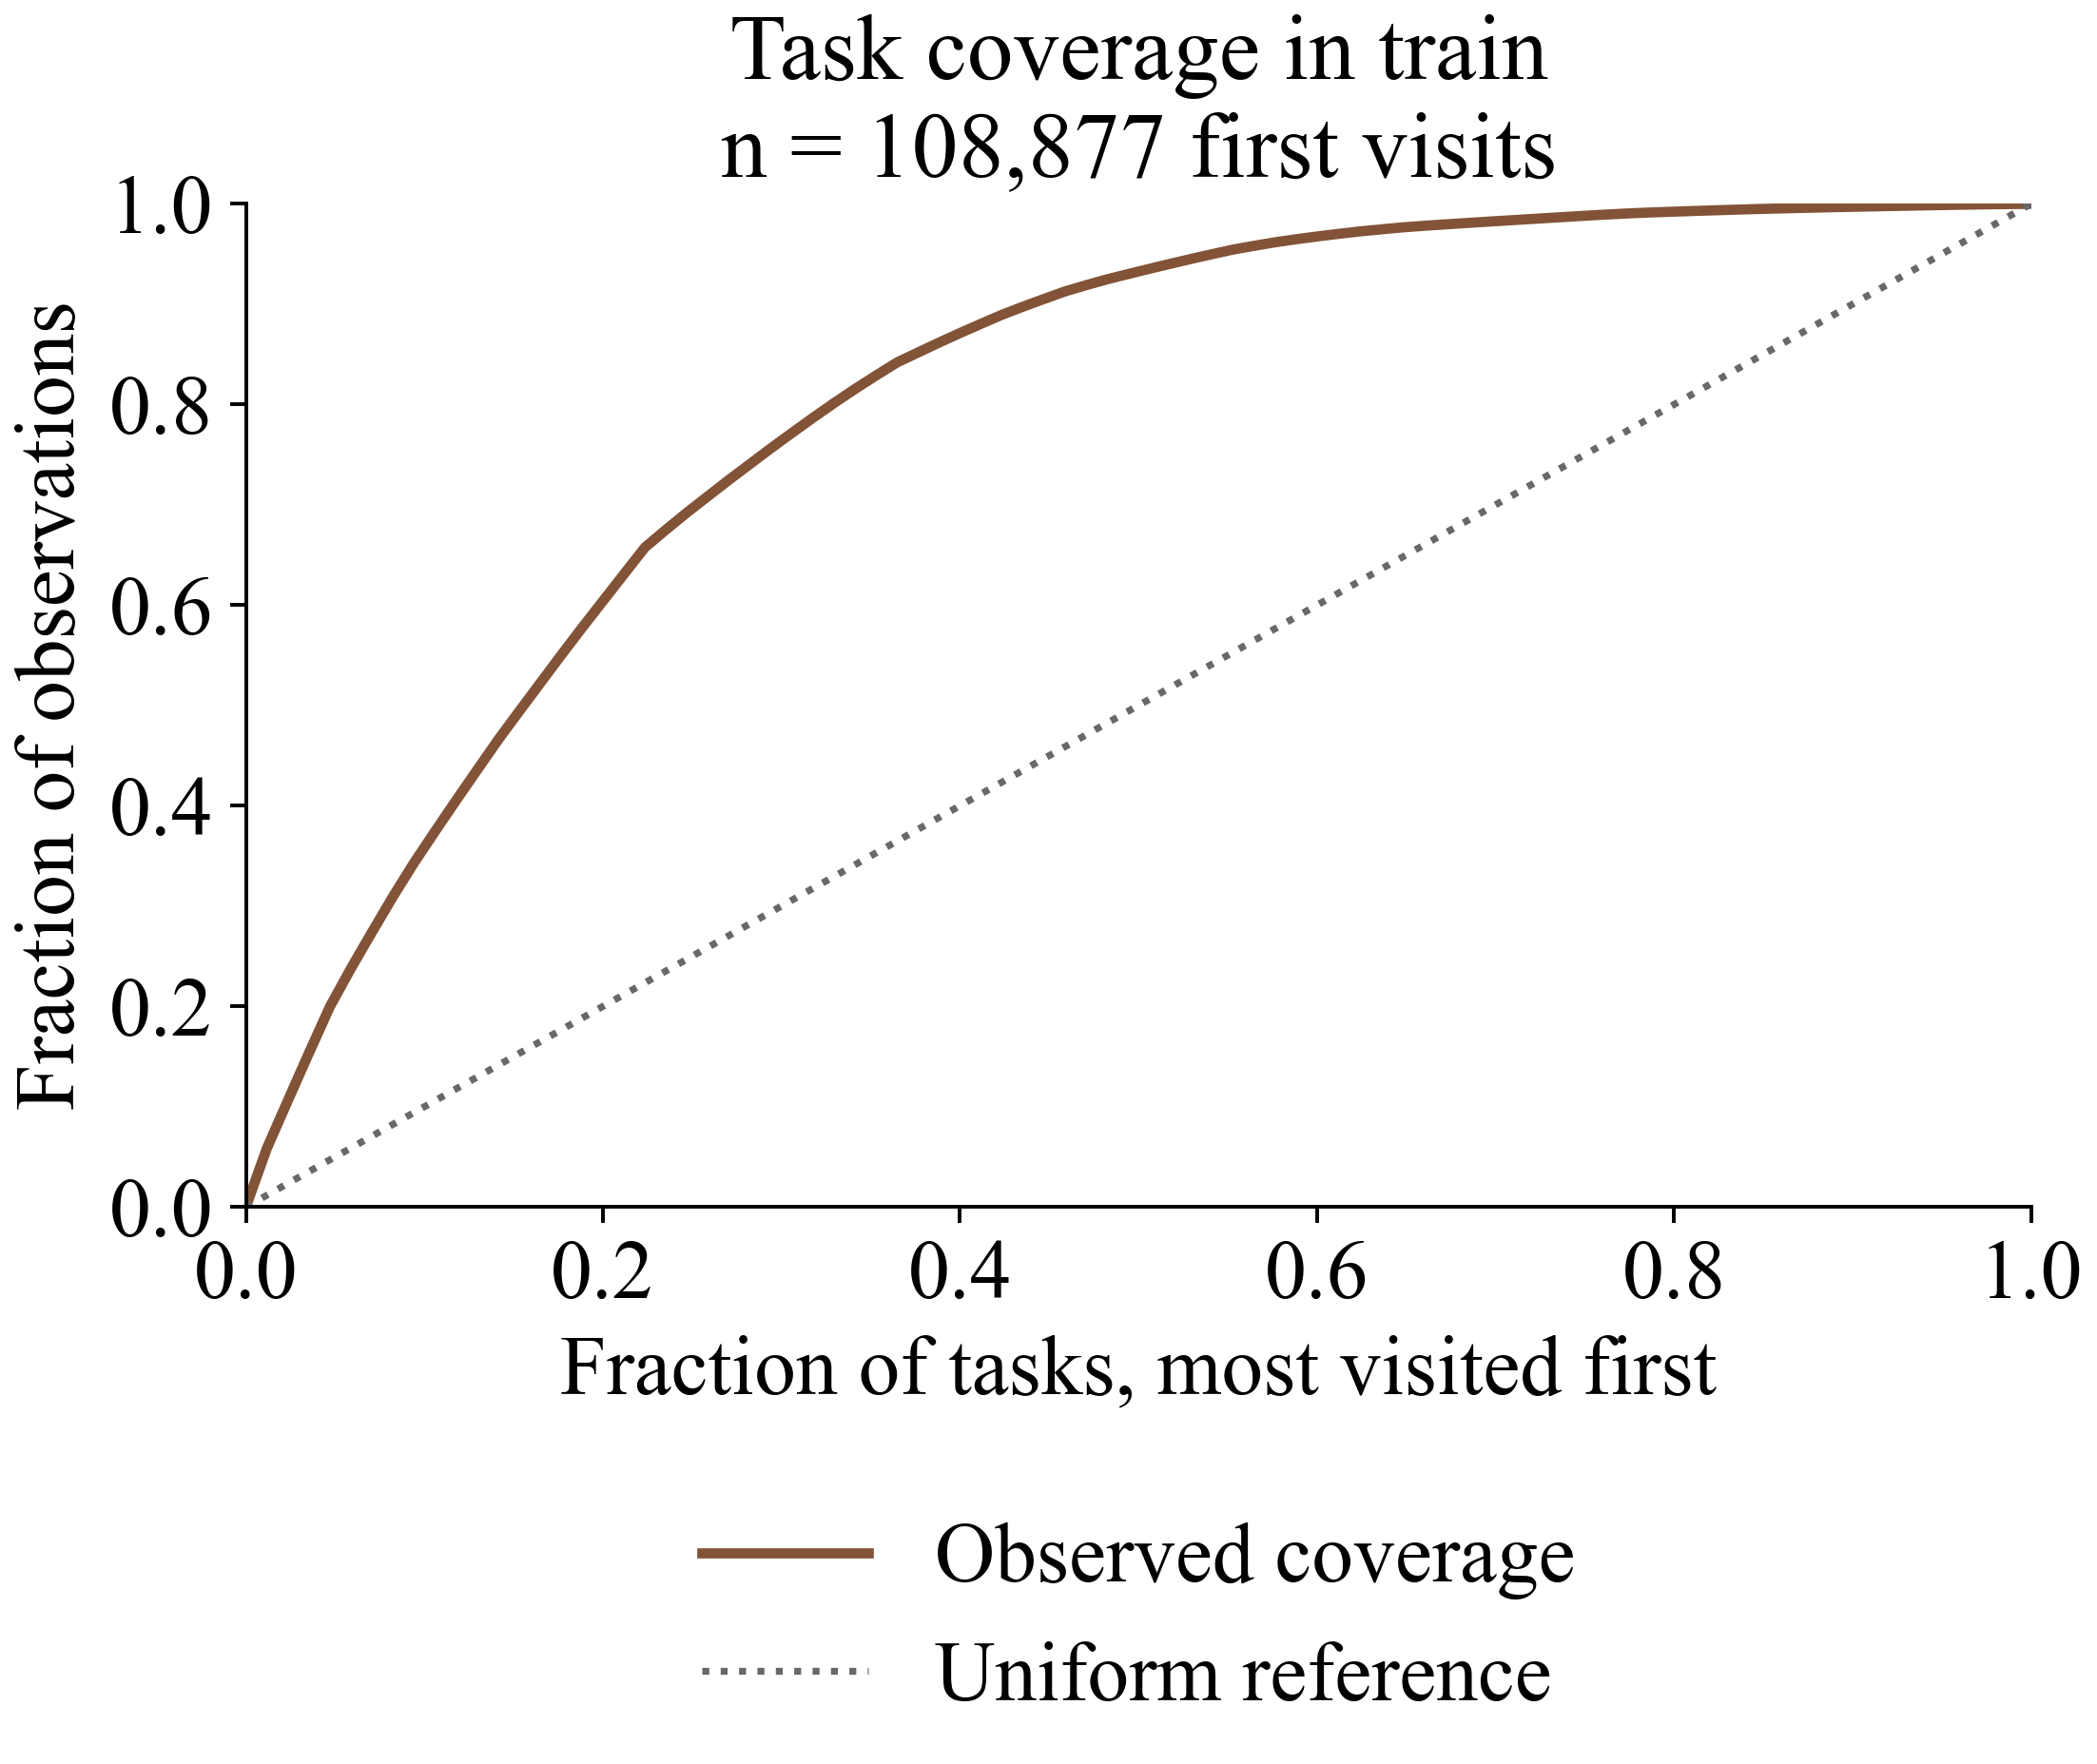 Task coverage in train
n = 108,877 first visits
Fraction of observations
1.0
0.8
0.6
0.4
0.2
0.0
0.0 0.2 0.4 0.6 0.8 1.0
Fraction of tasks, most visited first
Observed coverage
Uniform reference